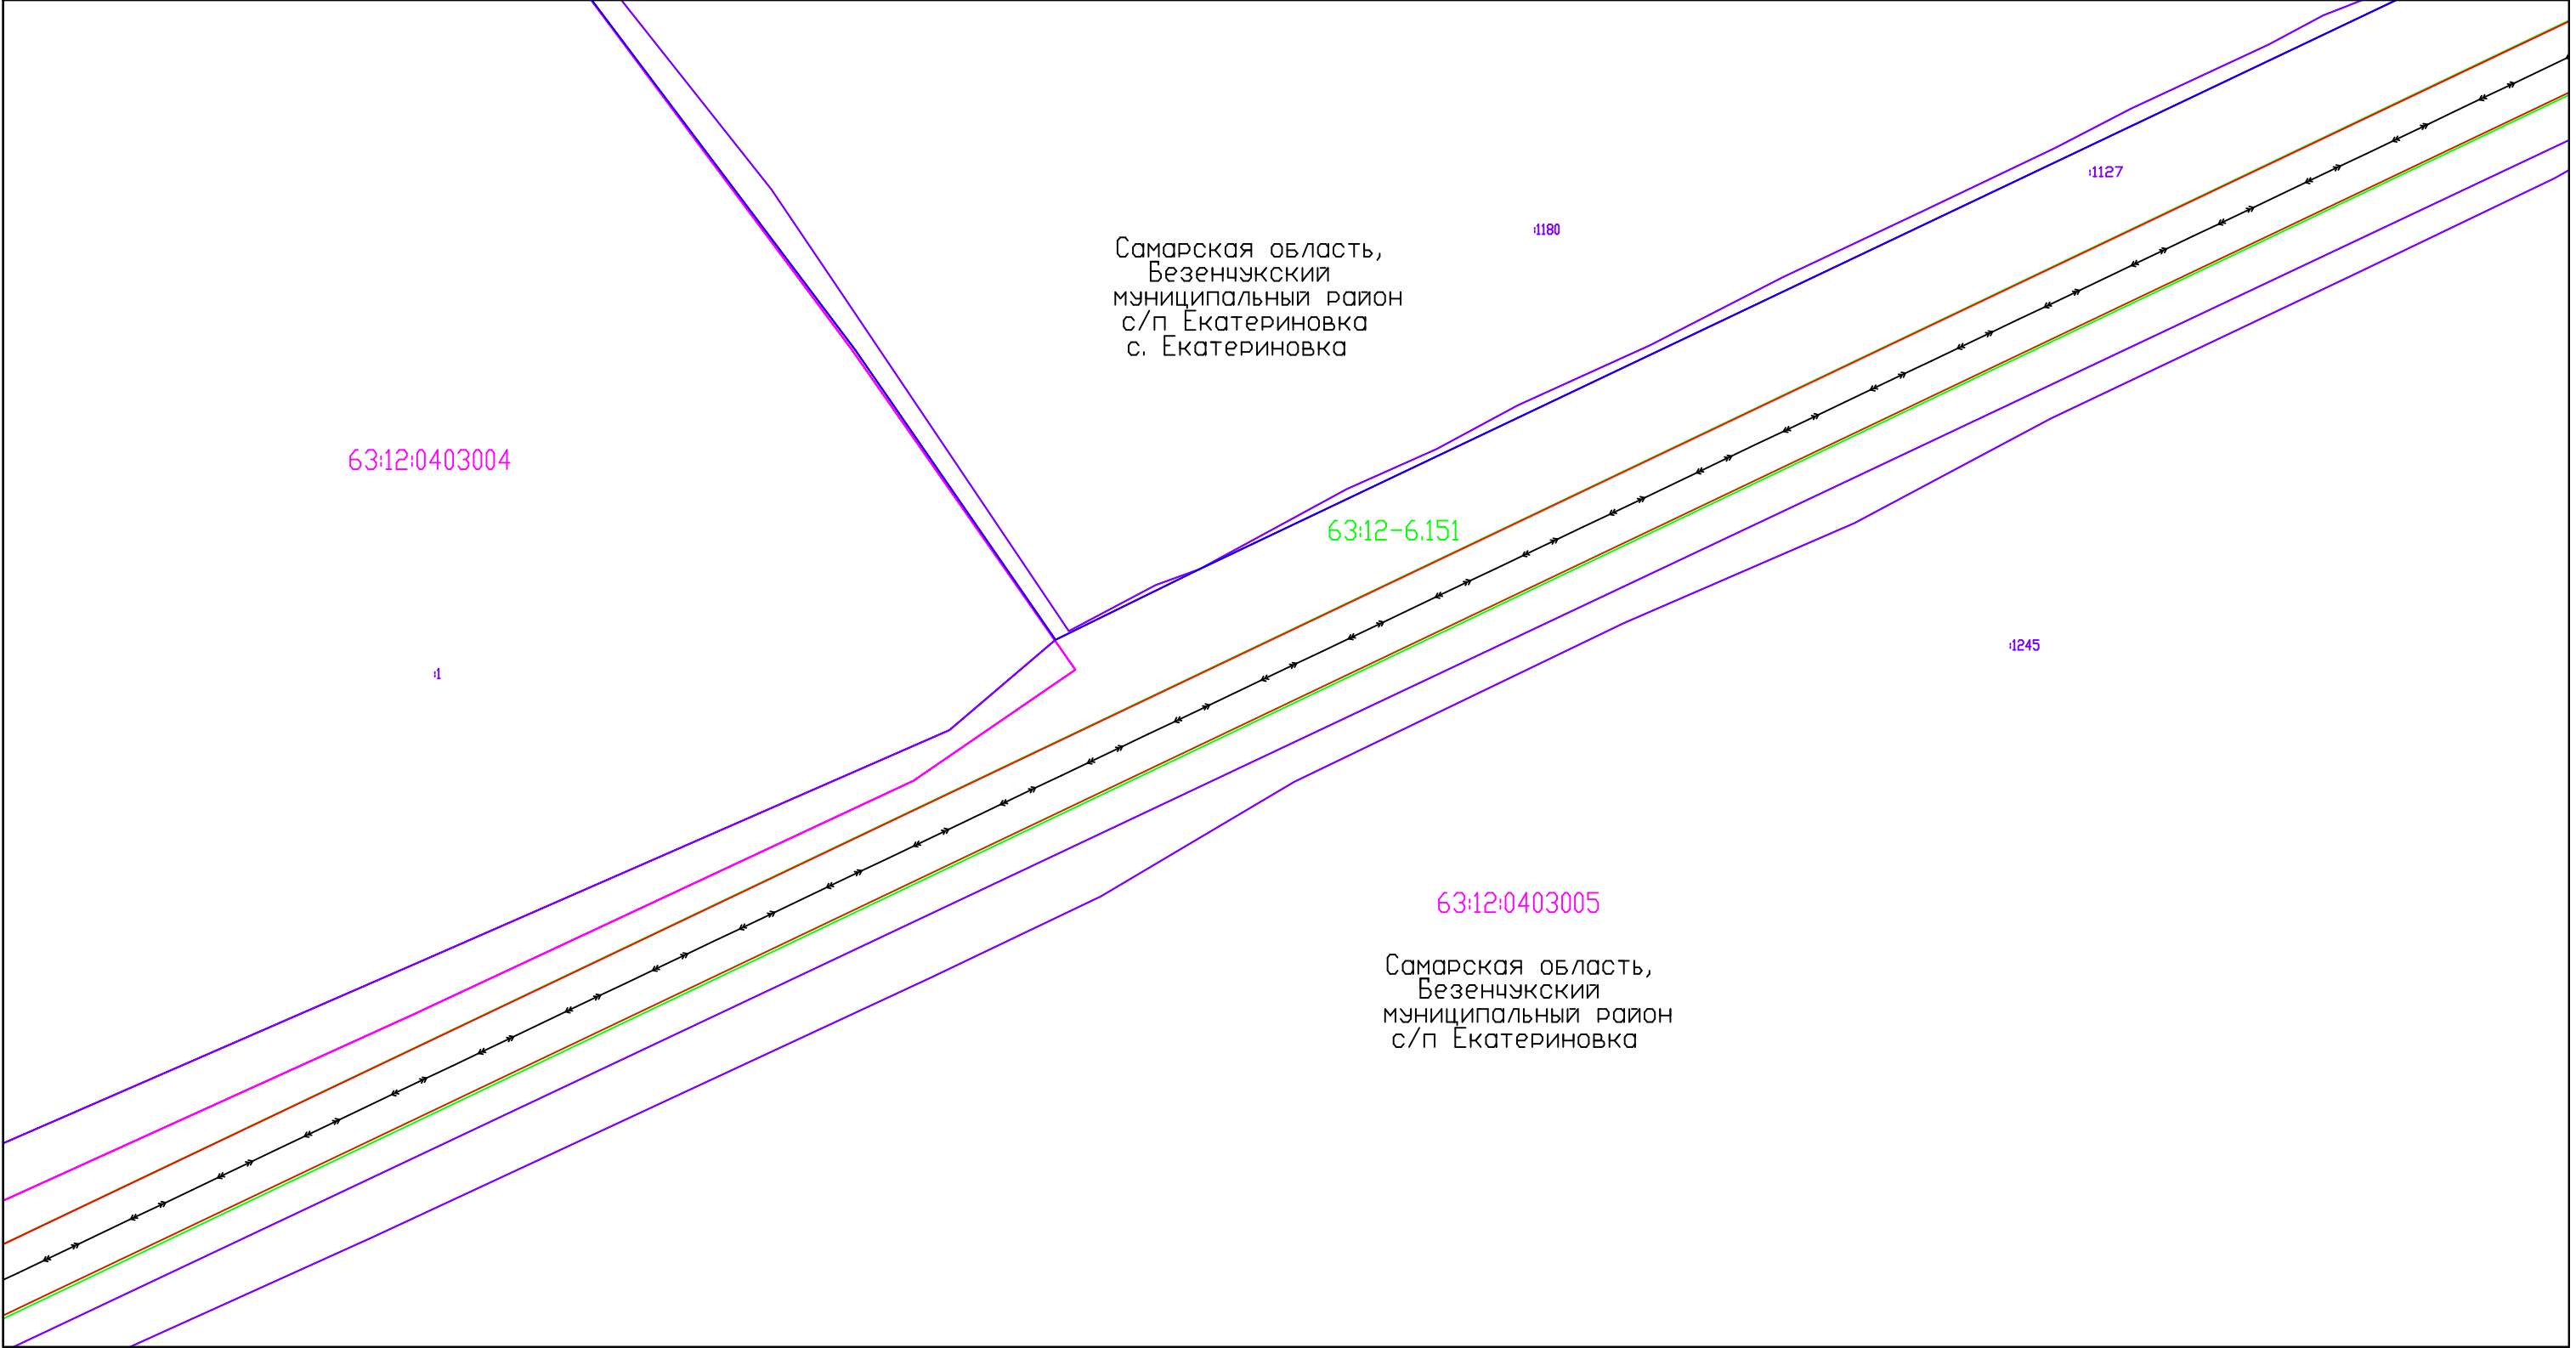 :1127
:1180
Самарская область,
Безенчукский
муниципальный район
с/п Екатериновка
с. Екатериновка
63:12:0403004
63:12-6.151
:1245
:1
63:12:0403005
Самарская область,
Безенчукский
муниципальный район
с/п Екатериновка